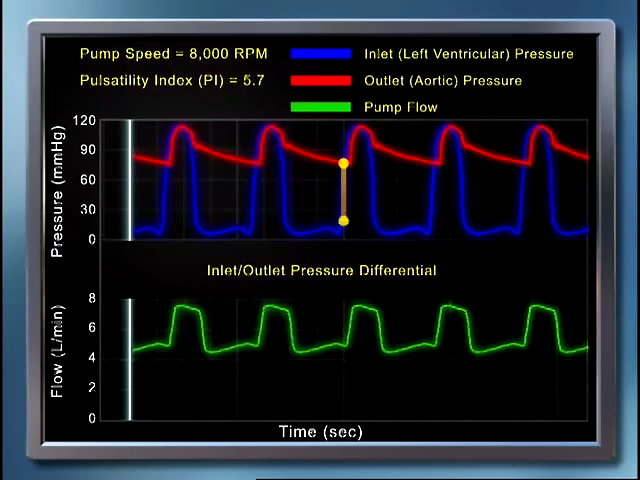 Pump Speed = 8,000 RPM
Inlet (Left Ventricular) Pressure
Pulsatility Index (PI) = 5.7
Outlet (Aortic) Pressure
Pump Flow
Pressure (mmHg)
120
90
60
30
0
Inlet/Outlet Pressure Differential
Flow (L/min)
8
6
4
2
0
Time (sec)